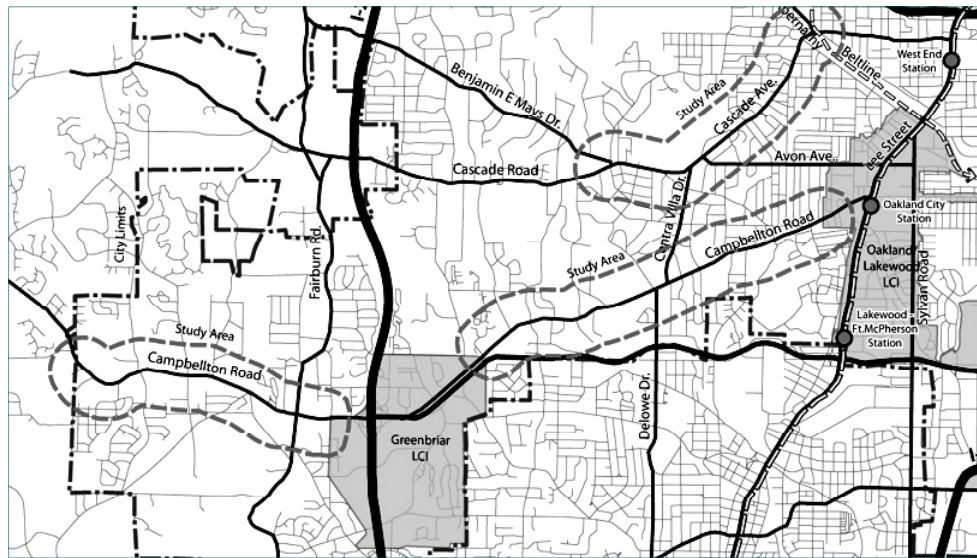 Benjamin E Mays Dr.
Study Area
Cascade Ave.
Beltline
West End
Station
Lee Street
Avon Ave..
Cascade Road
Centra Villa Dr.
Oakland City
Station
Campbellton Road
Study Area
City Limits
Fairburn Rd.
Oakland/
Lakewood
LCI
Sylvan Road
Lakewood
Ft.McPherson
Station
Study Area
Campbellton Road
Delowe Dr.
Greenbriar
LCI